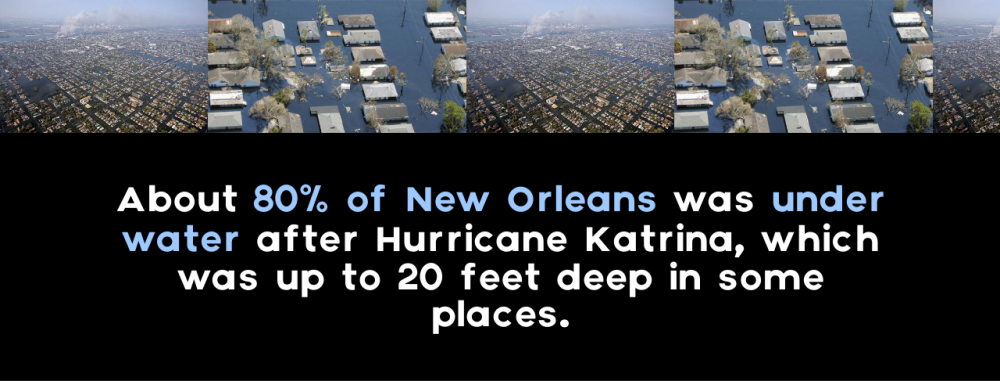 About 80% of New Orleans was under
water after Hurricane Katrina, which
was up to 20 feet deep in some
places.